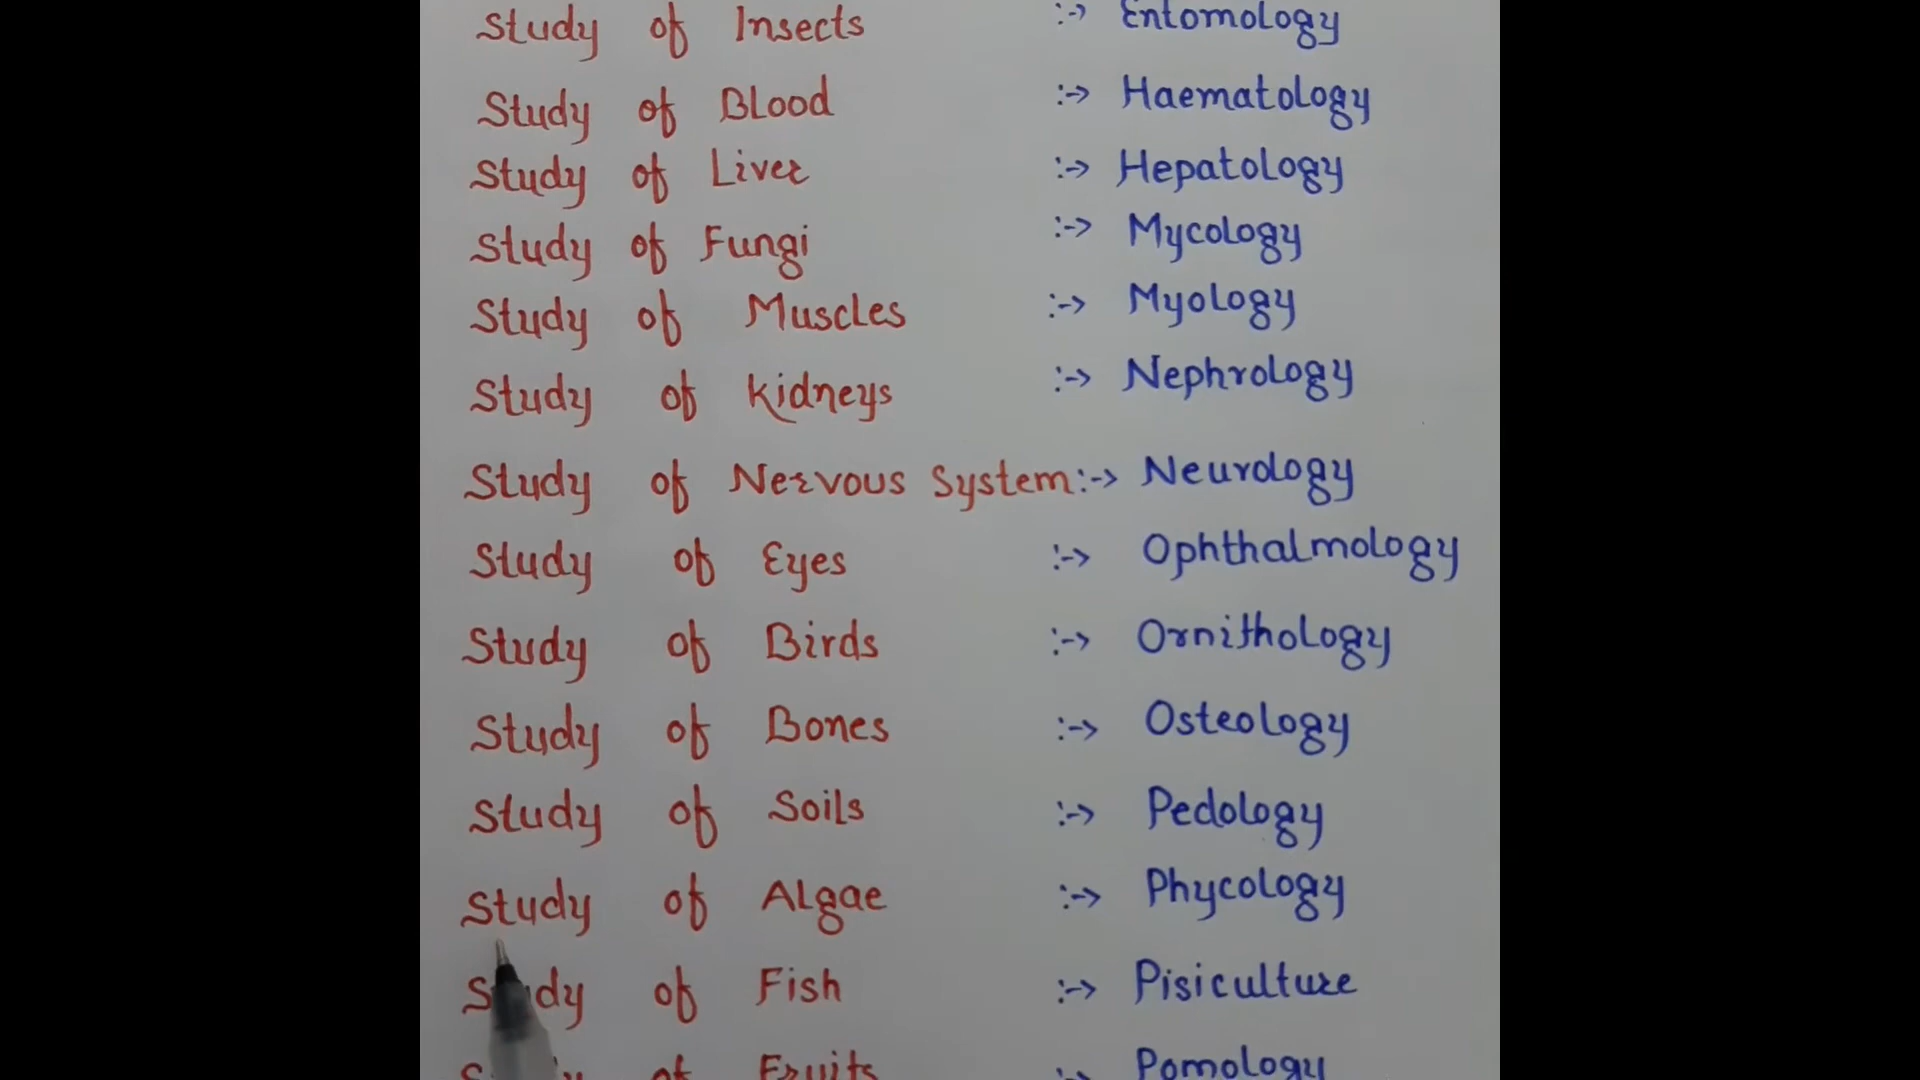 Study of Insects :-> Entomology
Study of Blood :-> Haematology
Study of Liver :-> Hepatology
Study of Fungi :-> Mycology
Study of Muscles :-> Myology
Study of Kidneys :-> Nephrology
Study of Nervous System :-> Neurology
Study of Eyes :-> Ophthalmology
Study of Birds :-> Ornithology
Study of Bones :-> Osteology
Study of Soils :-> Pedology
Study of Algae :-> Phycology
Study of Fish :-> Pisiculture
of Fruits :-> Pomology